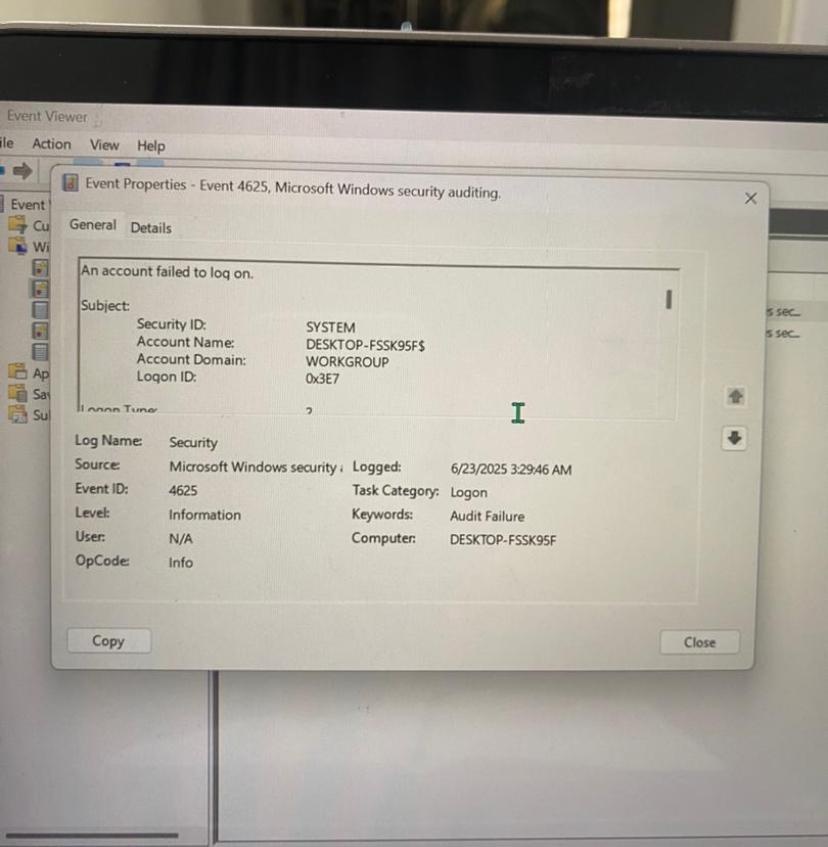 Event Viewer
ile Action View Help
Event Properties - Event 4625, Microsoft Windows security auditing.
Event
Cu
Wi
Ap
Sav
Su
General Details
An account failed to log on.
Subject:
Security ID: SYSTEM
Account Name: DESKTOP-FSSK95F$
Account Domain: WORKGROUP
Logon ID: 0x3E7
Logon Type:
s sec...
s sec...
Log Name: Security
Source: Microsoft Windows security Logged: 6/23/2025 3:29:46 AM
Event ID: 4625 Task Category: Logon
Level: Information Keywords: Audit Failure
User: N/A Computer: DESKTOP-FSSK95F
OpCode: Info
Copy Close